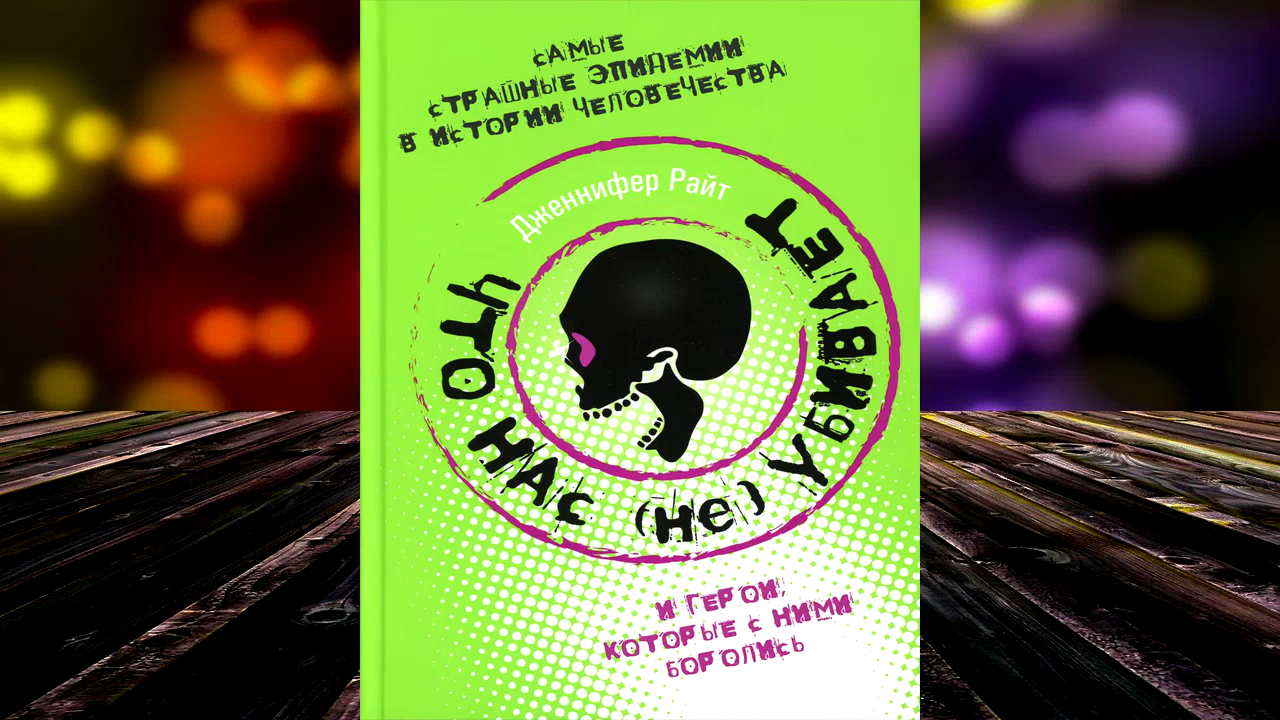 самые
страшные эпидемии
в истории человечества
Дженнифер Райт
что нас (не) убивает
и герои,
которые с ними
боролись